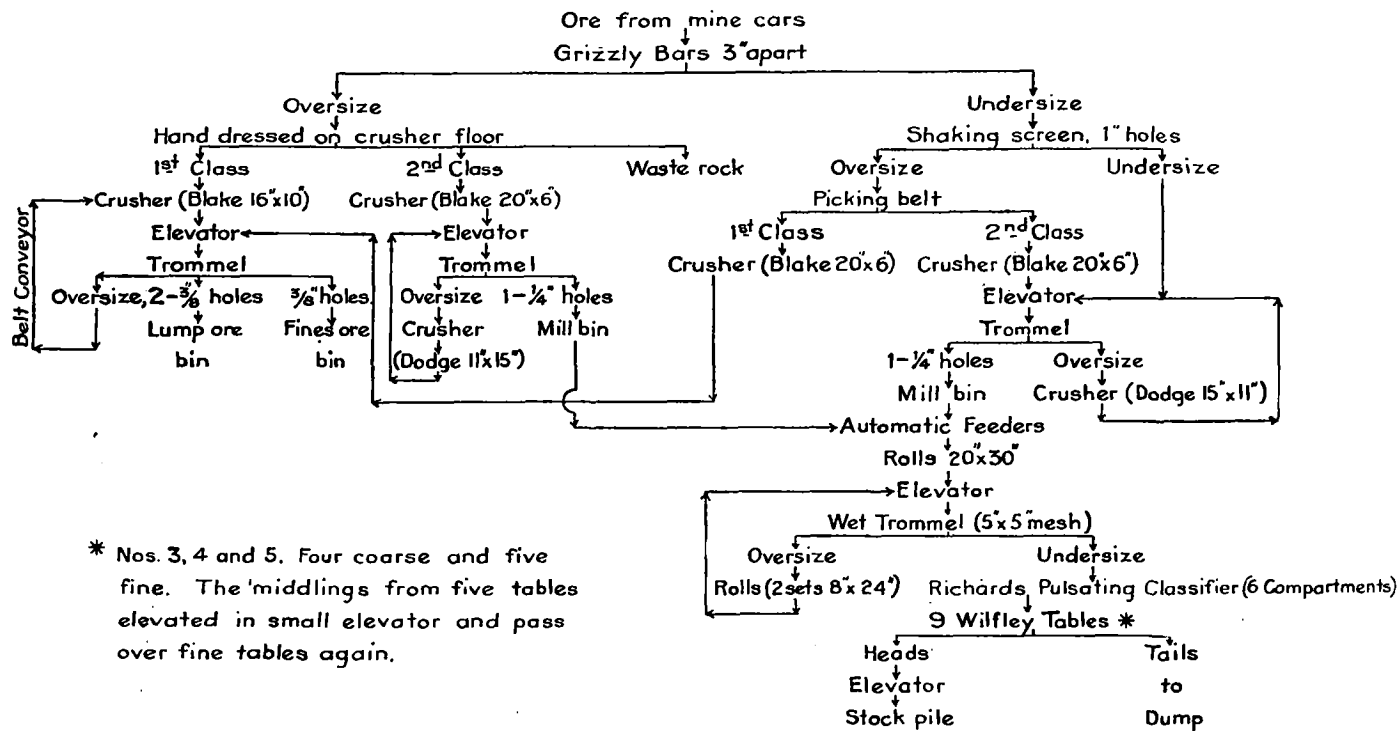 Ore from mine cars
Grizzly Bars 3" apart
Oversize
Undersize
Hand dressed on crusher floor
Shaking screen, 1" holes
1st Class
2nd Class
Waste rock
Oversize
Undersize
Crusher (Blake 16"x10")
Crusher (Blake 20"x6")
Picking belt
Belt Conveyor
Elevator
Elevator
1st Class
2nd Class
Trommel
Trommel
Crusher (Blake 20"x6")
Crusher (Blake 20"x6")
Oversize, 2-3/8" holes
3/8" holes
Oversize
1-1/4" holes
Elevator
Lump ore
bin
Fines ore
bin
Crusher
(Dodge 11"x15")
Mill bin
Trommel
1-1/4" holes
Oversize
Mill bin
Crusher (Dodge 15"x11")
Automatic Feeders
Rolls 20"x30"
Elevator
Wet Trommel (5"x5" mesh)
Oversize
Undersize
Rolls (2 sets 8"x 24")
Richards Pulsating Classifier (6 Compartments)
9 Wilfley Tables *
Heads
Tails
Elevator
to
Stock pile
Dump
* Nos. 3, 4 and 5. Four coarse and five
fine. The middlings from five tables
elevated in small elevator and pass
over fine tables again.